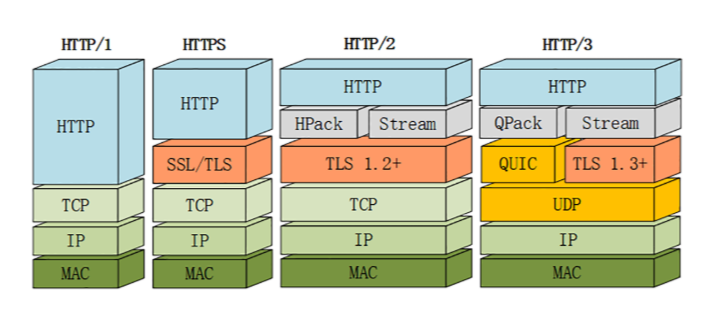 HTTP/1 HTTPS HTTP/2 HTTP/3
HTTP HTTP HTTP HTTP
HPack Stream QPack Stream
SSL/TLS TLS 1.2+ QUIC TLS 1.3+
TCP TCP TCP UDP
IP IP IP IP
MAC MAC MAC MAC